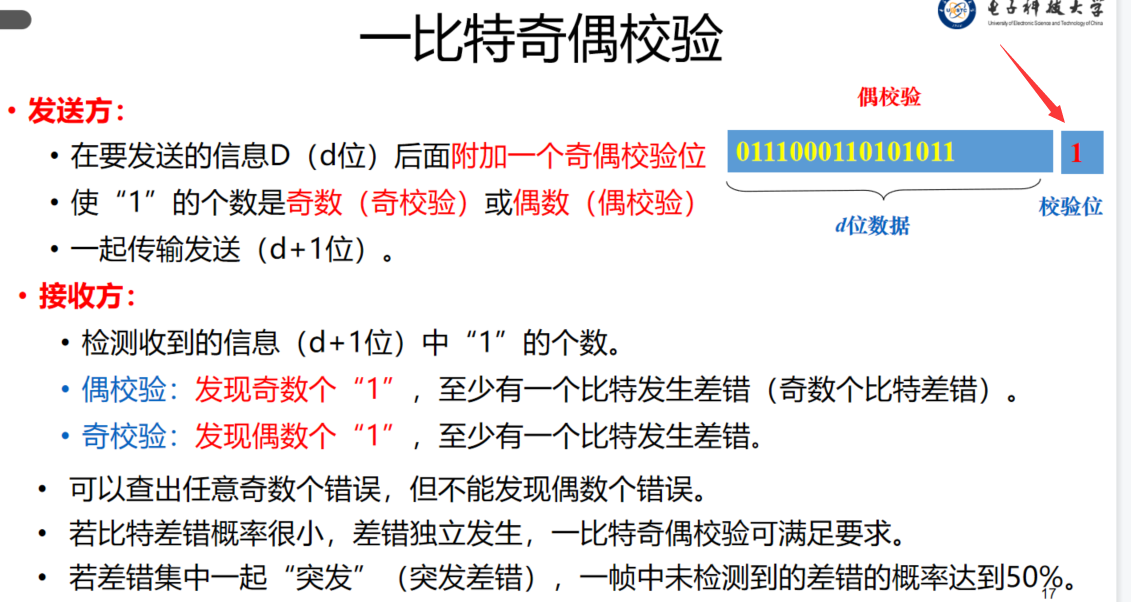 电子科技大学
University of Electronic Science and Technology of China
一比特奇偶校验
• 发送方：
• 在要发送的信息D（d位）后面附加一个奇偶校验位
• 使“1”的个数是奇数（奇校验）或偶数（偶校验）
• 一起传输发送（d+1位）。
偶校验
0111000110101011 1
d位数据
校验位
• 接收方：
• 检测收到的信息（d+1位）中“1”的个数。
• 偶校验：发现奇数个“1”，至少有一个比特发生差错（奇数个比特差错）。
• 奇校验：发现偶数个“1”，至少有一个比特发生差错。
• 可以查出任意奇数个错误，但不能发现偶数个错误。
• 若比特差错概率很小，差错独立发生，一比特奇偶校验可满足要求。
• 若差错集中一起“突发”（突发差错），一帧中未检测到的差错的概率达到50%。
17